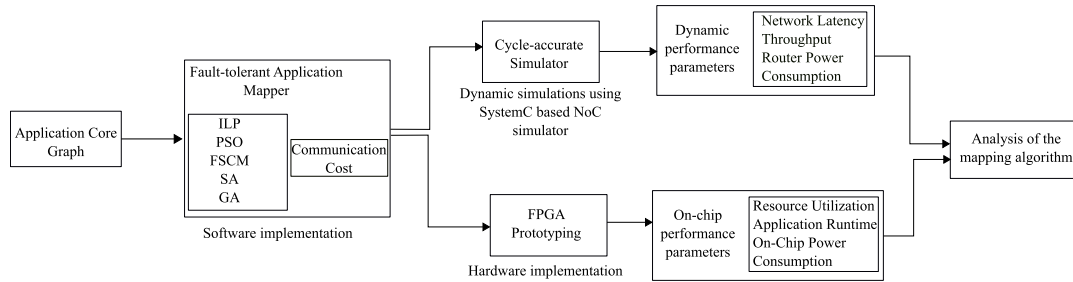 Application Core
Graph
Fault-tolerant Application
Mapper
ILP
PSO
FSCM
SA
GA
Communication
Cost
Software implementation
Cycle-accurate
Simulator
Dynamic simulations using
SystemC based NoC
simulator
Dynamic
performance
parameters
Network Latency
Throughput
Router Power
Consumption
FPGA
Prototyping
Hardware implementation
On-chip
performance
parameters
Resource Utilization
Application Runtime
On-Chip Power
Consumption
Analysis of the
mapping algorithm